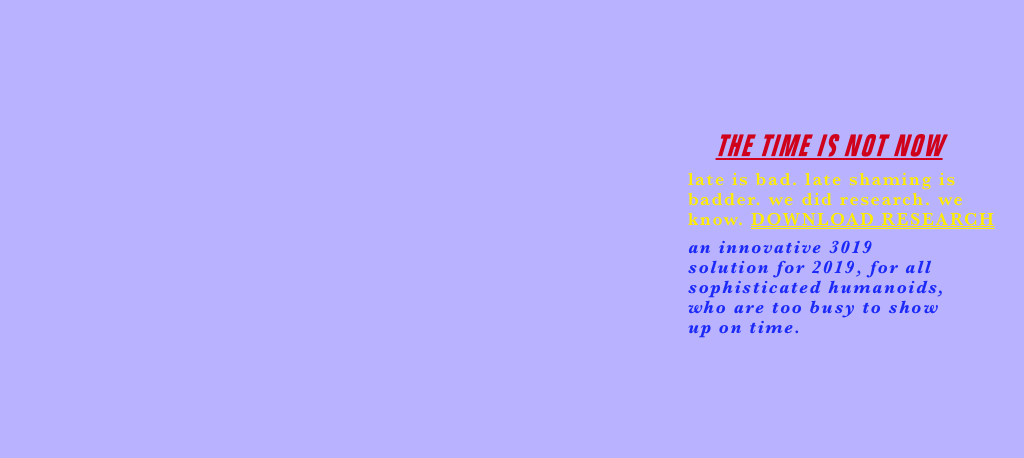 THE TIME IS NOT NOW
late is bad. late shaming is
badder. we did research. we
know. DOWNLOAD RESEARCH
an innovative 3019
solution for 2019, for all
sophisticated humanoids,
who are too busy to show
up on time.